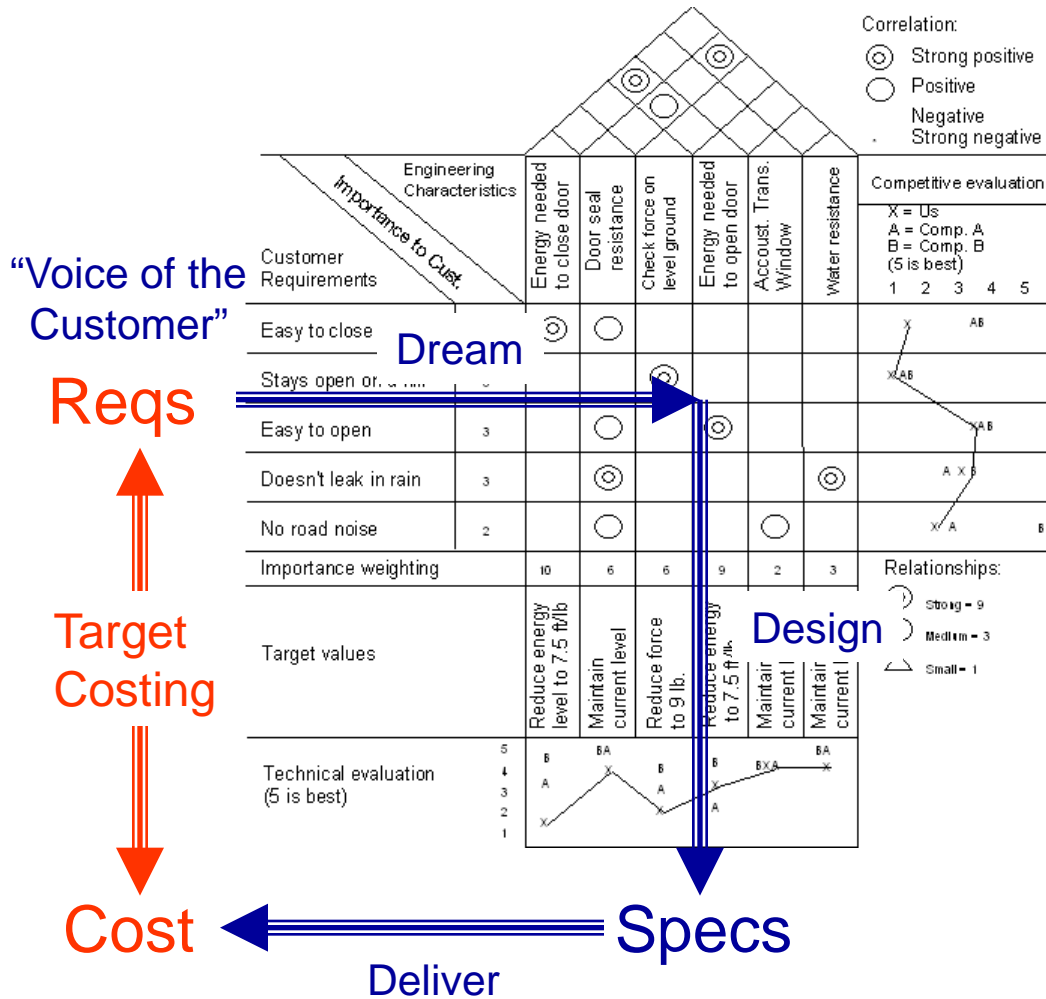 Correlation:
Strong positive
Positive
Negative
Strong negative
Engineering
Characteristics
Importance to Cust.
Customer
Requirements
Energy needed
to close door
Door seal
resistance
Check force on
level ground
Energy needed
to open door
Accoust. Trans.
Window
Water resistance
Competitive evaluation
X = Us
A = Comp. A
B = Comp. B
(5 is best)
1 2 3 4 5
“Voice of the
Customer”
Reqs
Dream
Easy to close
X AB
Stays open on a
X AB
Easy to open
3
XAB
Doesn't leak in rain
3
A X B
No road noise
2
X A B
Importance weighting
10 6 6 9 2 3
Relationships:
Strong = 9
Medium = 3
Small = 1
Target
Costing
Design
Target values
Reduce energy
level to 7.5 ft/lb
Maintain
current level
Reduce force
to 9 lb.
Reduce energy
to 7.5 ft/lb
Maintain
current
Maintain
current
Technical evaluation
(5 is best)
5
4
3
2
1
B A X
BA X
B A X
B X A
BXA
BA X
Cost
Specs
Deliver